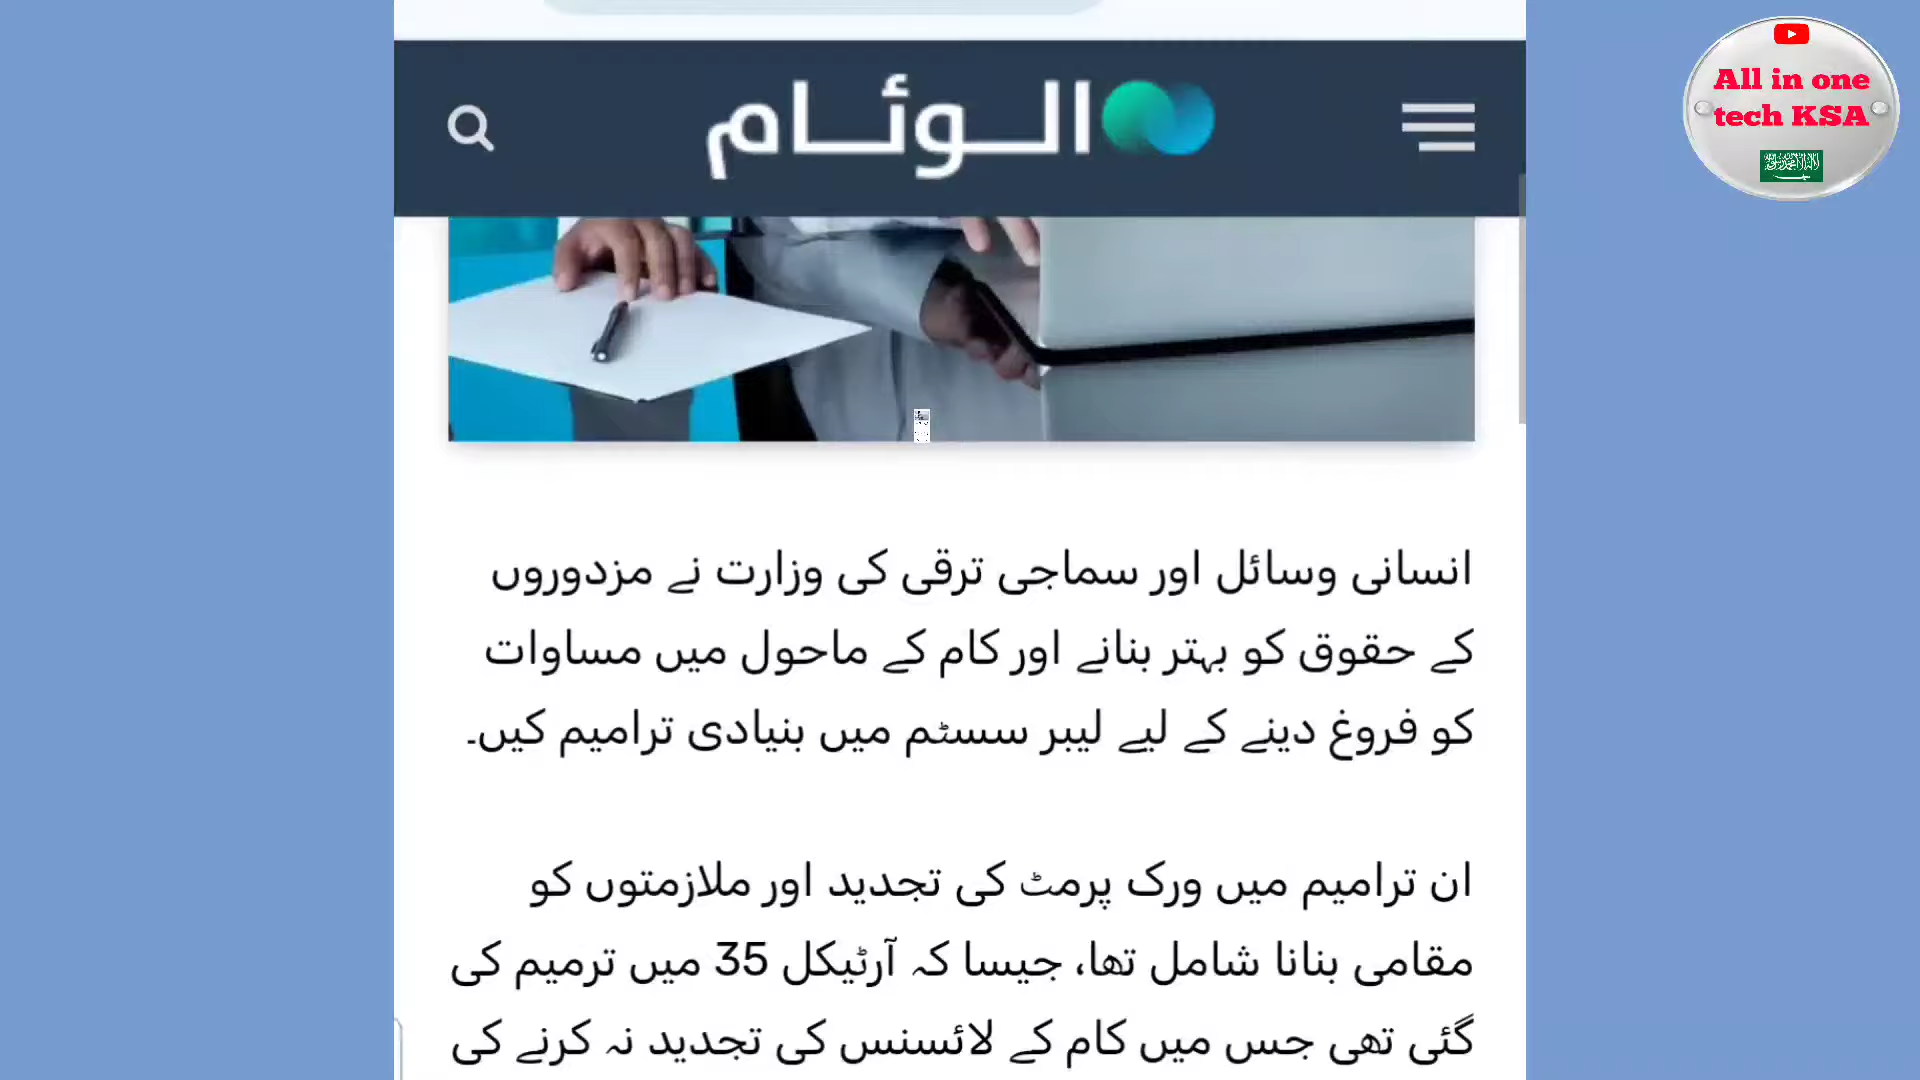 الوئام
All in one
tech KSA
انسانی وسائل اور سماجی ترقی کی وزارت نے مزدوروں
کے حقوق کو بہتر بنانے اور کام کے ماحول میں مساوات
کو فروغ دینے کے لیے لیبر سسٹم میں بنیادی ترامیم کیں۔
ان ترامیم میں ورک پرمٹ کی تجدید اور ملازمتوں کو
مقامی بنانا شامل تھا، جیسا کہ آرٹیکل 35 میں ترمیم کی
گئی تھی جس میں کام کے لائسنس کی تجدید نہ کرنے کی